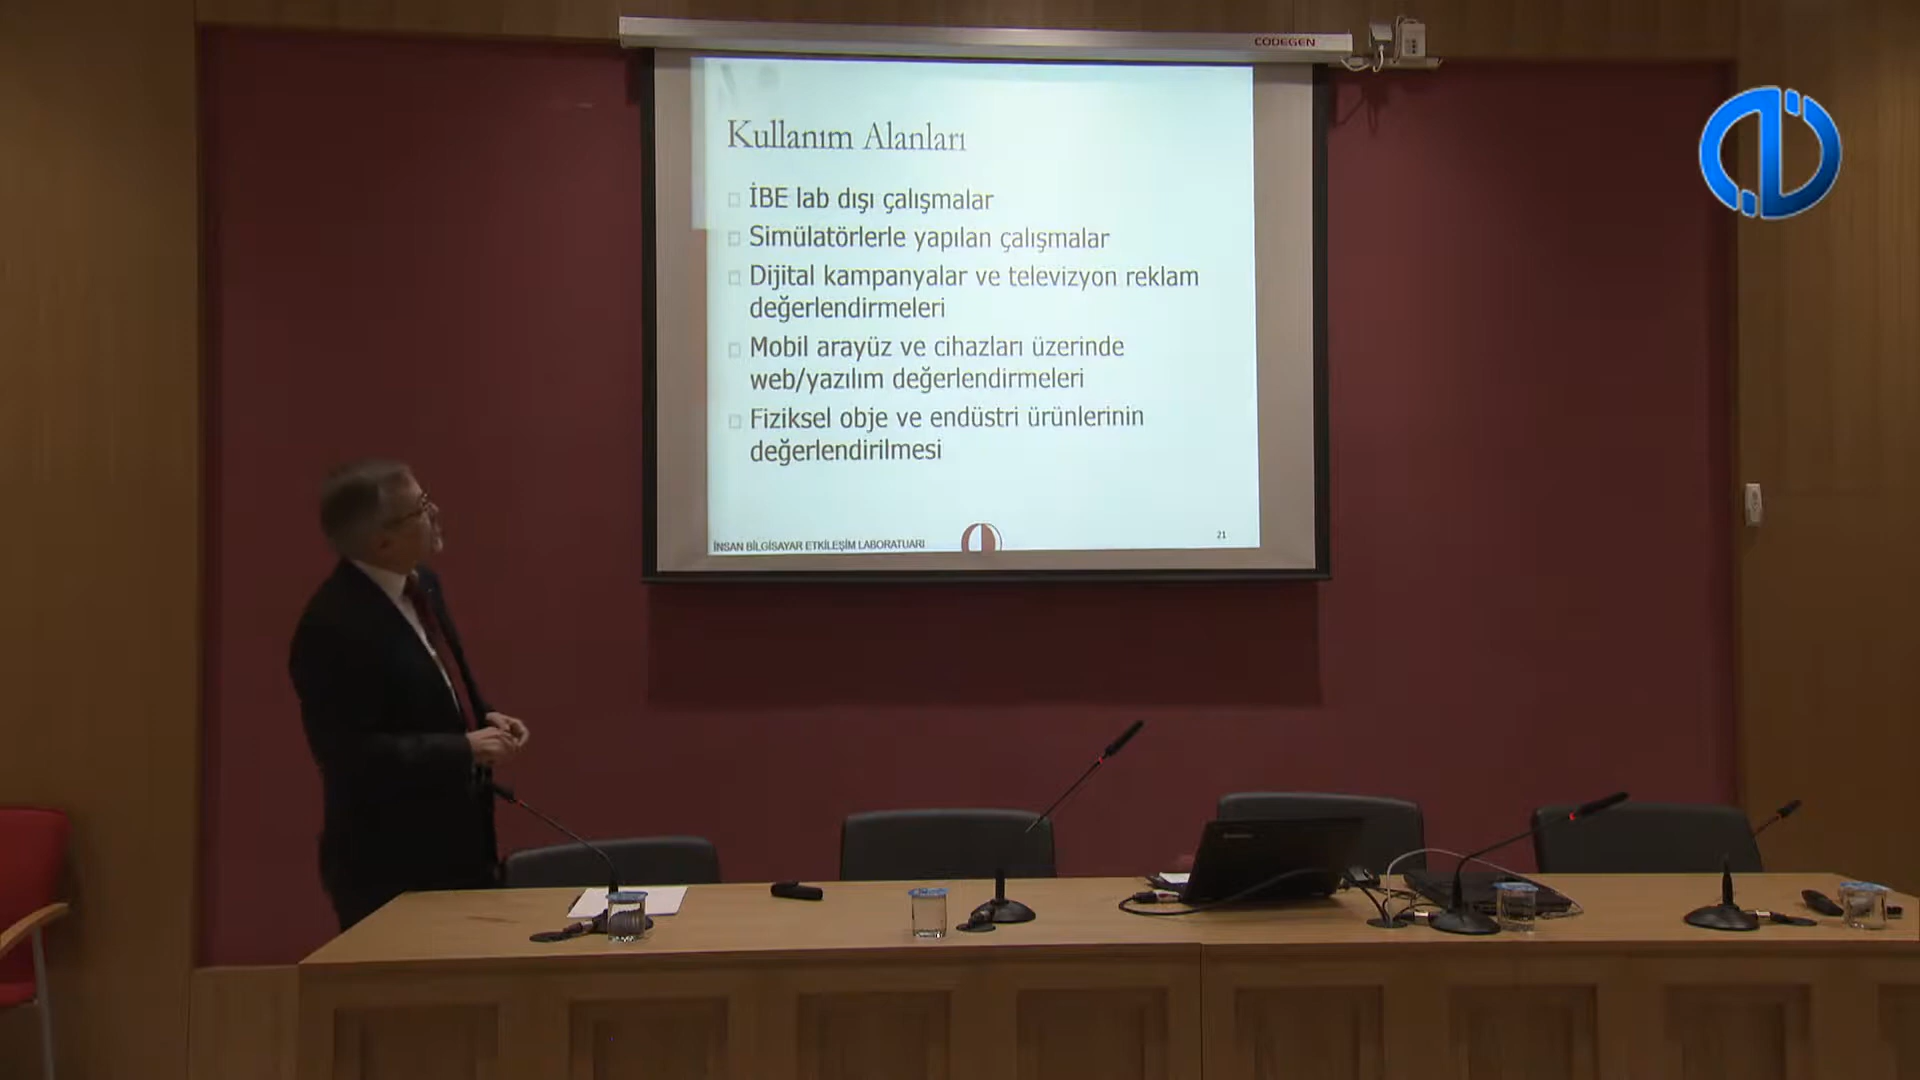 CODEGEN
Kullanım Alanları
İBE lab dışı çalışmalar
Simülatörlerle yapılan çalışmalar
Dijital kampanyalar ve televizyon reklam
değerlendirmeleri
Mobil arayüz ve cihazları üzerinde
web/yazılım değerlendirmeleri
Fiziksel obje ve endüstri ürünlerinin
değerlendirilmesi
İNSAN BİLGİSAYAR ETKİLEŞİM LABORATUARI
21